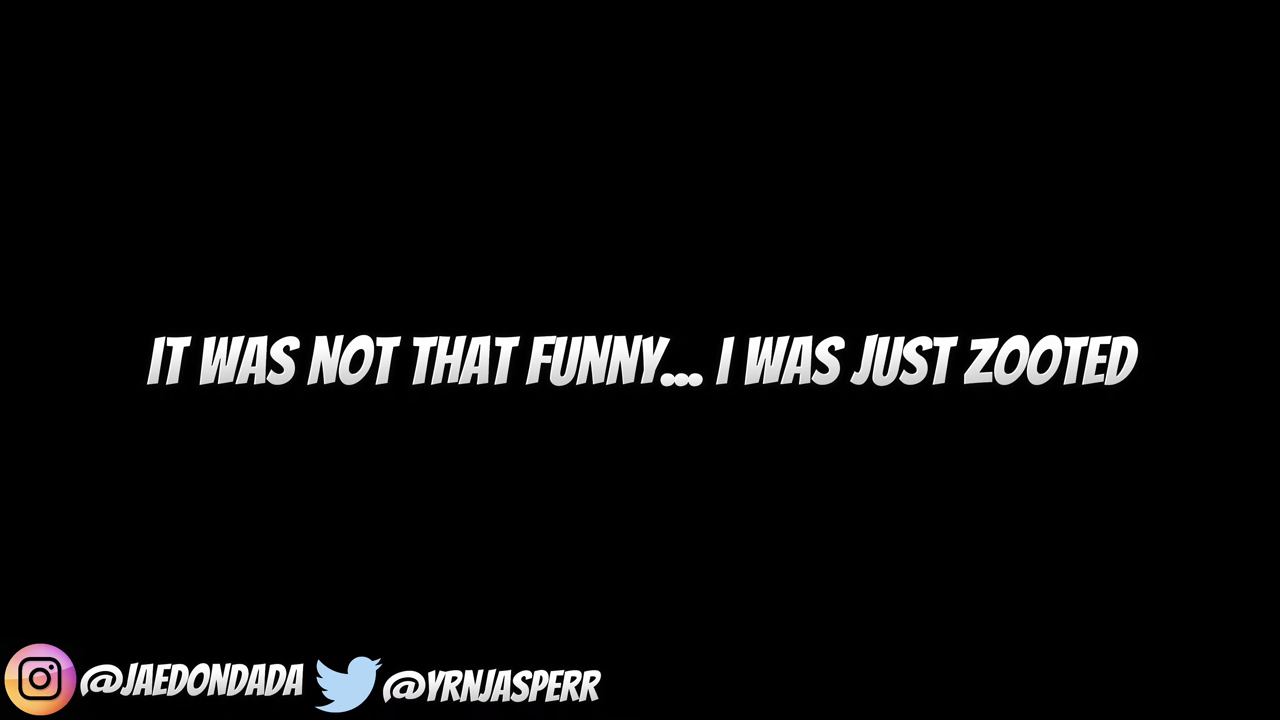 IT WAS NOT THAT FUNNY... I WAS JUST ZOOTED
@JAEDONDADA @YRNJASPERR